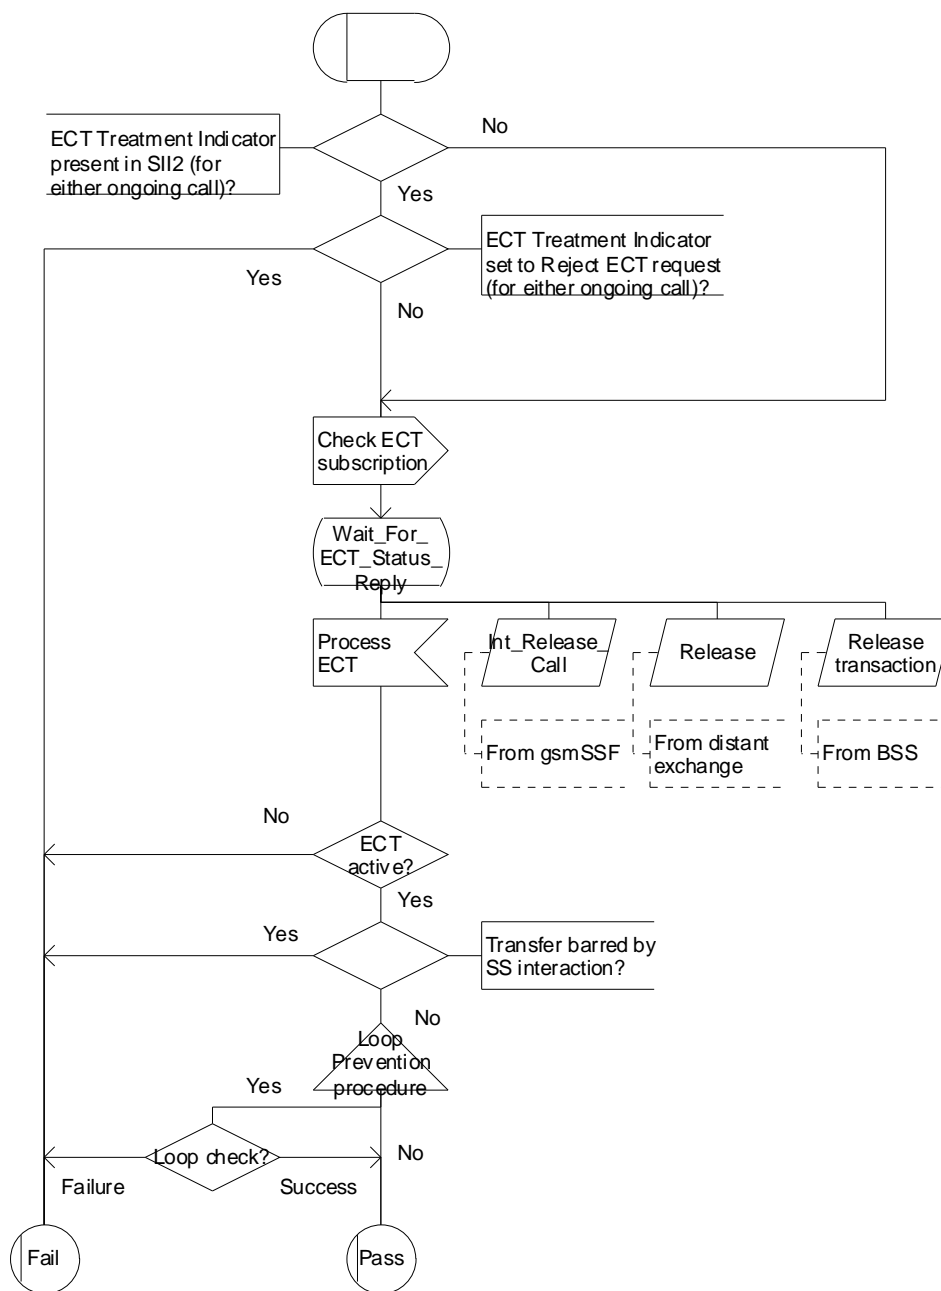 No
ECT Treatment Indicator
present in SII2 (for
either ongoing call)?
Yes
ECT Treatment Indicator
set to Reject ECT request
(for either ongoing call)?
Yes
No
Check ECT
subscription
Wait_For_
ECT_Status_
Reply
Process
ECT
Int_Release_
Call
Release
Release
transaction
From gsmSSF
From distant
exchange
From BSS
No
ECT
active?
Yes
Yes
Transfer barred by
SS interaction?
No
Loop
Prevention
procedure
Yes
Loop check?
No
Failure
Success
Fail
Pass